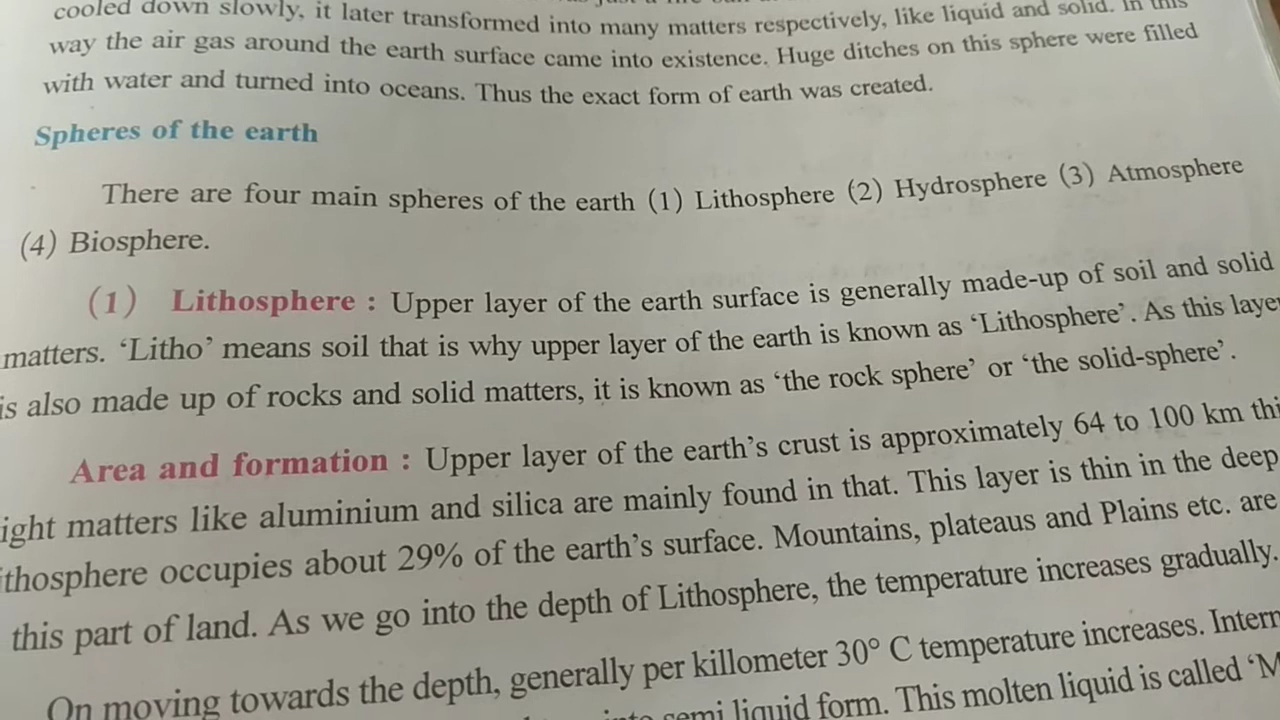 cooled down slowly, it later transformed into many matters respectively, like liquid and solid. In this
way the air gas around the earth surface came into existence. Huge ditches on this sphere were filled
with water and turned into oceans. Thus the exact form of earth was created.
Spheres of the earth
There are four main spheres of the earth (1) Lithosphere (2) Hydrosphere (3) Atmosphere
(4) Biosphere.
(1) Lithosphere : Upper layer of the earth surface is generally made-up of soil and solid
matters. ‘Litho’ means soil that is why upper layer of the earth is known as ‘Lithosphere’. As this layer
is also made up of rocks and solid matters, it is known as ‘the rock sphere’ or ‘the solid-sphere’.
Area and formation : Upper layer of the earth’s crust is approximately 64 to 100 km thi
ight matters like aluminium and silica are mainly found in that. This layer is thin in the deep
ithosphere occupies about 29% of the earth’s surface. Mountains, plateaus and Plains etc. are
this part of land. As we go into the depth of Lithosphere, the temperature increases gradually.
On moving towards the depth, generally per killometer 30° C temperature increases. Intern
into semi liquid form. This molten liquid is called ‘M